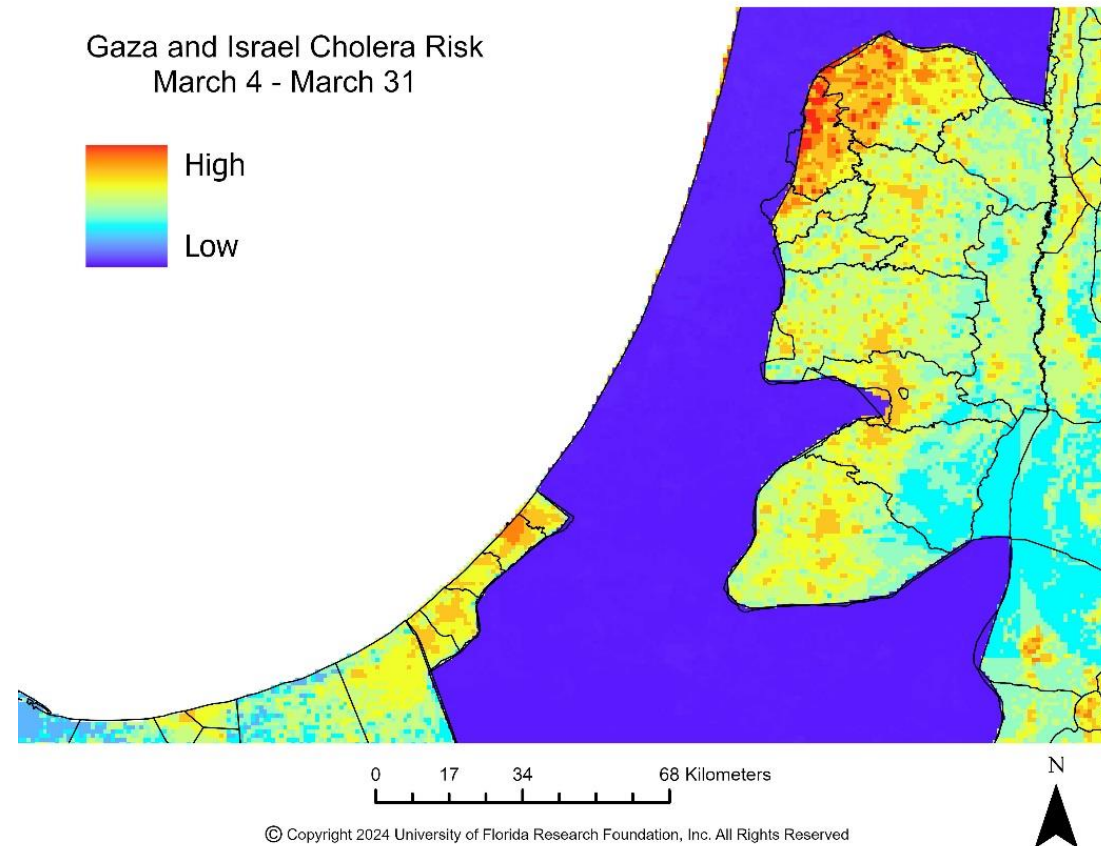 Gaza and Israel Cholera Risk
March 4 - March 31
High
Low
0 17 34 68 Kilometers
N
© Copyright 2024 University of Florida Research Foundation, Inc. All Rights Reserved